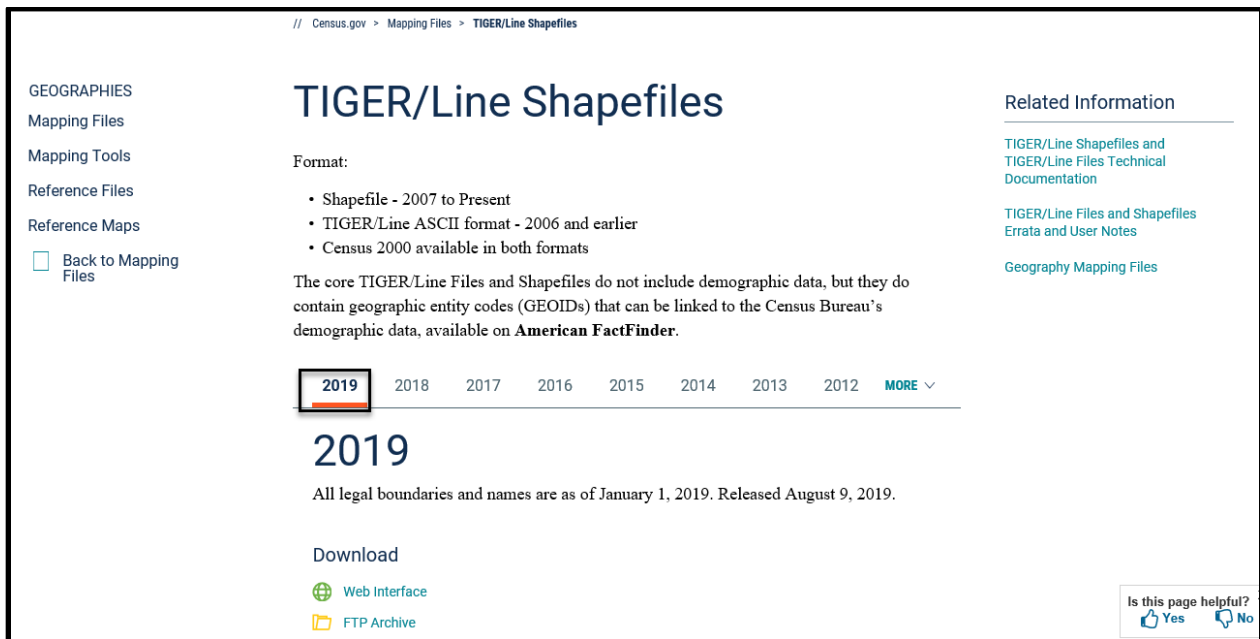 // Census.gov > Mapping Files > TIGER/Line Shapefiles
GEOGRAPHIES
Mapping Files
Mapping Tools
Reference Files
Reference Maps
Back to Mapping
Files
TIGER/Line Shapefiles
Format:
• Shapefile - 2007 to Present
• TIGER/Line ASCII format - 2006 and earlier
• Census 2000 available in both formats
The core TIGER/Line Files and Shapefiles do not include demographic data, but they do
contain geographic entity codes (GEOIDs) that can be linked to the Census Bureau's
demographic data, available on American FactFinder.
2019 2018 2017 2016 2015 2014 2013 2012 MORE
2019
All legal boundaries and names are as of January 1, 2019. Released August 9, 2019.
Download
Web Interface
FTP Archive
Related Information
TIGER/Line Shapefiles and
TIGER/Line Files Technical
Documentation
TIGER/Line Files and Shapefiles
Errata and User Notes
Geography Mapping Files
Is this page helpful?
Yes No